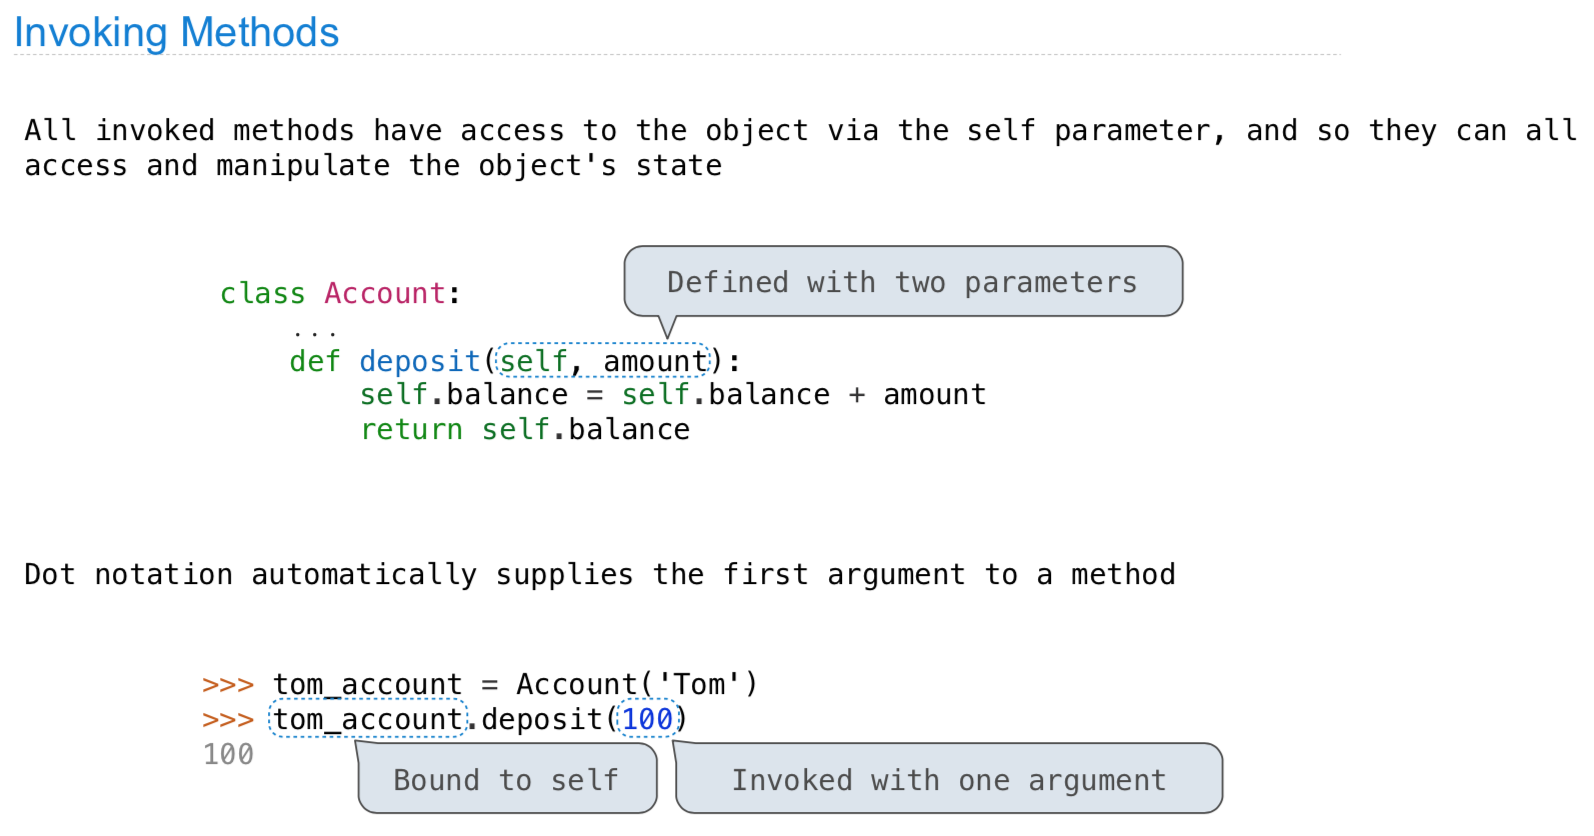 Invoking Methods
All invoked methods have access to the object via the self parameter, and so they can all
access and manipulate the object's state
Defined with two parameters
class Account:
...
def deposit(self, amount):
self.balance = self.balance + amount
return self.balance
Dot notation automatically supplies the first argument to a method
>>> tom_account = Account('Tom')
>>> tom_account.deposit(100)
100
Bound to self
Invoked with one argument